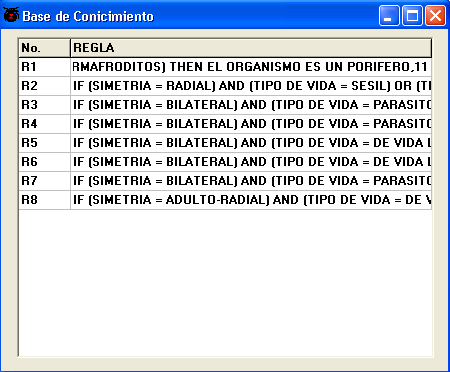 Base de Conicimiento
No. REGLA
R1 RMAFRODITOS) THEN EL ORGANISMO ES UN PORIFERO,11
R2 IF (SIMETRIA = RADIAL) AND (TIPO DE VIDA = SESIL) OR (TI
R3 IF (SIMETRIA = BILATERAL) AND (TIPO DE VIDA = PARASITO
R4 IF (SIMETRIA = BILATERAL) AND (TIPO DE VIDA = PARASITO
R5 IF (SIMETRIA = BILATERAL) AND (TIPO DE VIDA = DE VIDA L
R6 IF (SIMETRIA = BILATERAL) AND (TIPO DE VIDA = DE VIDA L
R7 IF (SIMETRIA = BILATERAL) AND (TIPO DE VIDA = PARASITO
R8 IF (SIMETRIA = ADULTO-RADIAL) AND (TIPO DE VIDA = DE V